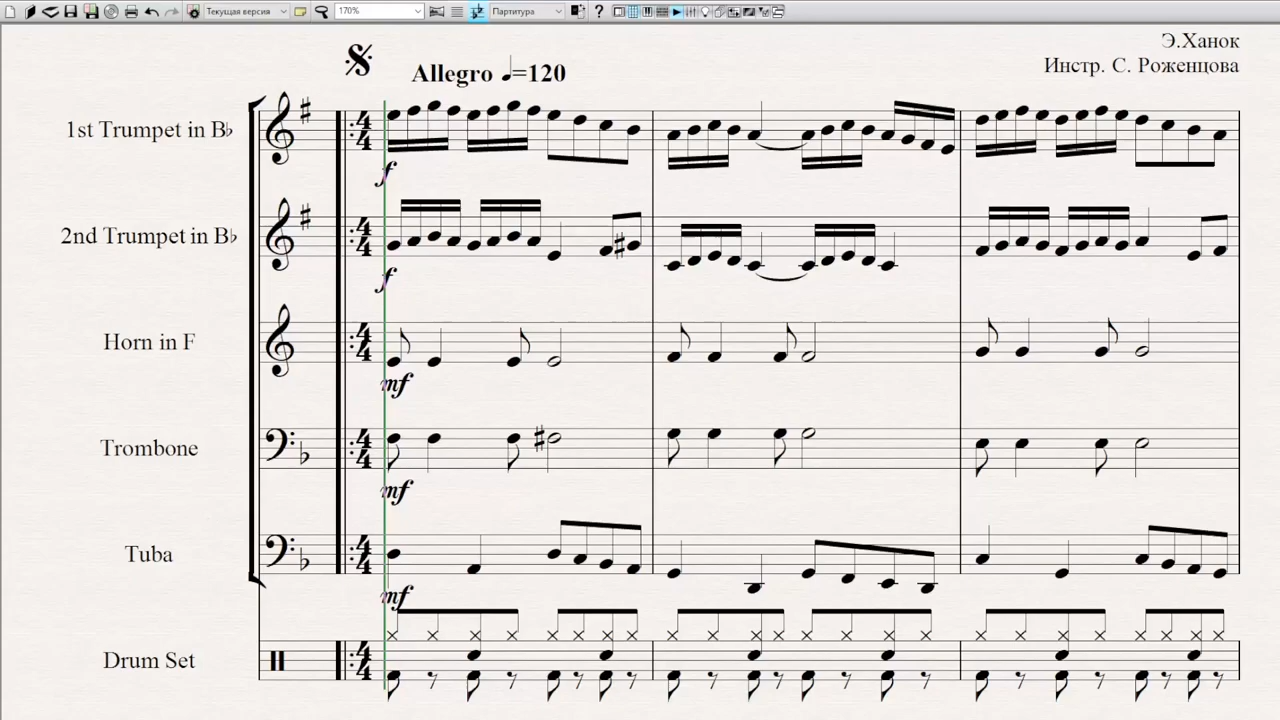 Текущая версия
170%
Партитура
Э.Ханок
Инстр. С. Роженцова
Allegro ♩=120
1st Trumpet in B♭
f
2nd Trumpet in B♭
f
Horn in F
mf
Trombone
mf
Tuba
mf
Drum Set